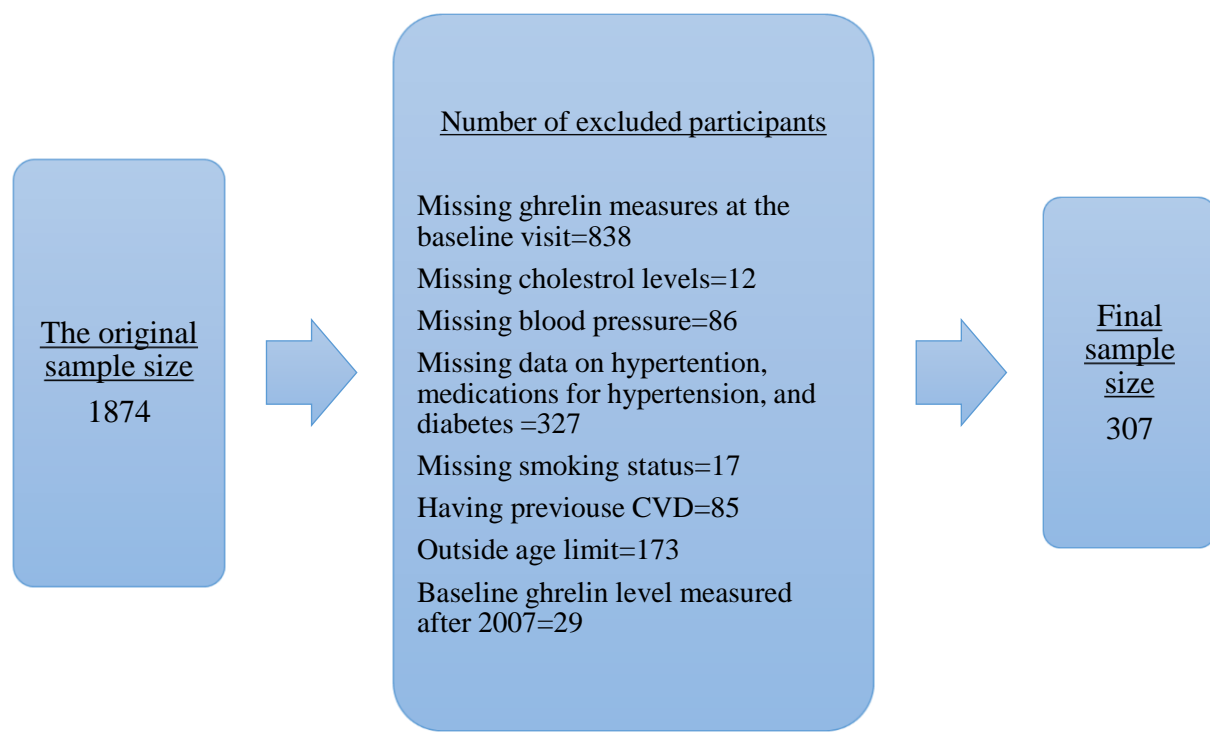 The original
sample size
1874
Number of excluded participants
Missing ghrelin measures at the
baseline visit=838
Missing cholestrol levels=12
Missing blood pressure=86
Missing data on hypertention,
medications for hypertension, and
diabetes =327
Missing smoking status=17
Having previouse CVD=85
Outside age limit=173
Baseline ghrelin level measured
after 2007=29
Final
sample
size
307